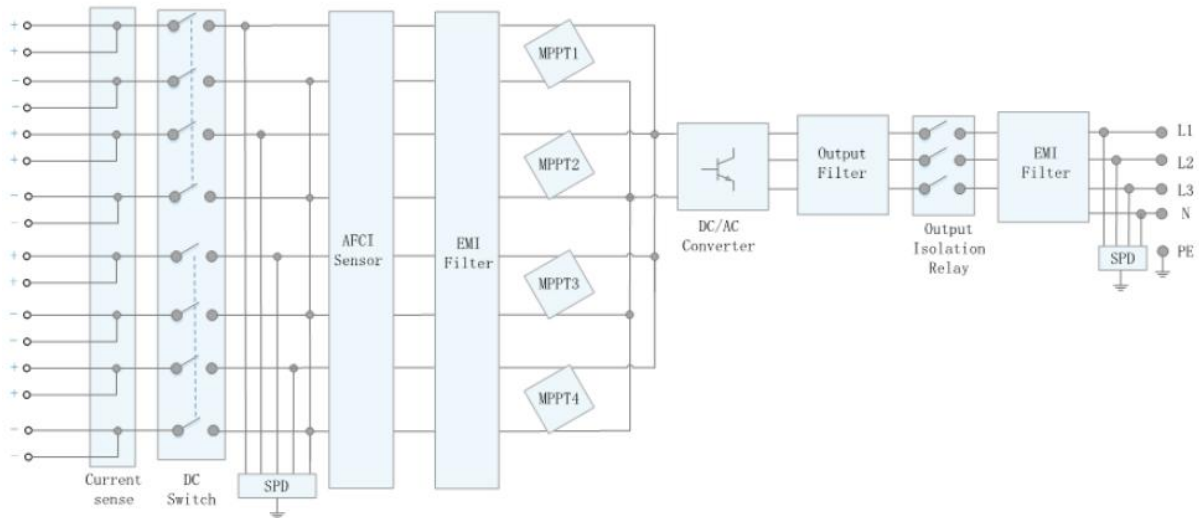 +
+
-
-
+
+
-
-
+
+
-
-
+
+
-
-
Current
sense
DC
Switch
SPD
AFCI
Sensor
EMI
Filter
MPPT1
MPPT2
MPPT3
MPPT4
DC/AC
Converter
Output
Filter
Output
Isolation
Relay
EMI
Filter
SPD
L1
L2
L3
N
PE